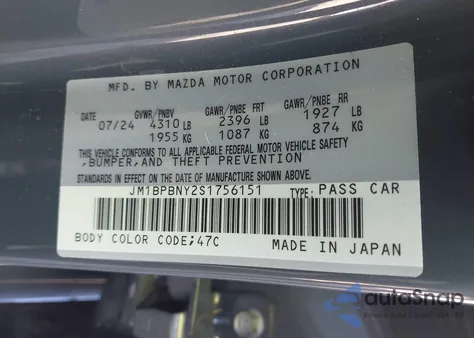 MFD. BY MAZDA MOTOR CORPORATION
DATE GVWR/PNBV GAWR/PNBE FRT GAWR/PNBE RR
07/24 4310 LB 2396 LB 1927 LB
1955 KG 1087 KG 874 KG
THIS VEHICLE CONFORMS TO ALL APPLICABLE FEDERAL MOTOR VEHICLE SAFETY
,BUMPER,AND THEFT PREVENTION
STANDARDS IN EFFECT ON THE DATE OF MANUFACTURE SHOWN ABOVE.
JM1BPBNY2S1756151 TYPE: PASS CAR
BODY COLOR CODE;47C MADE IN JAPAN
autoSnap